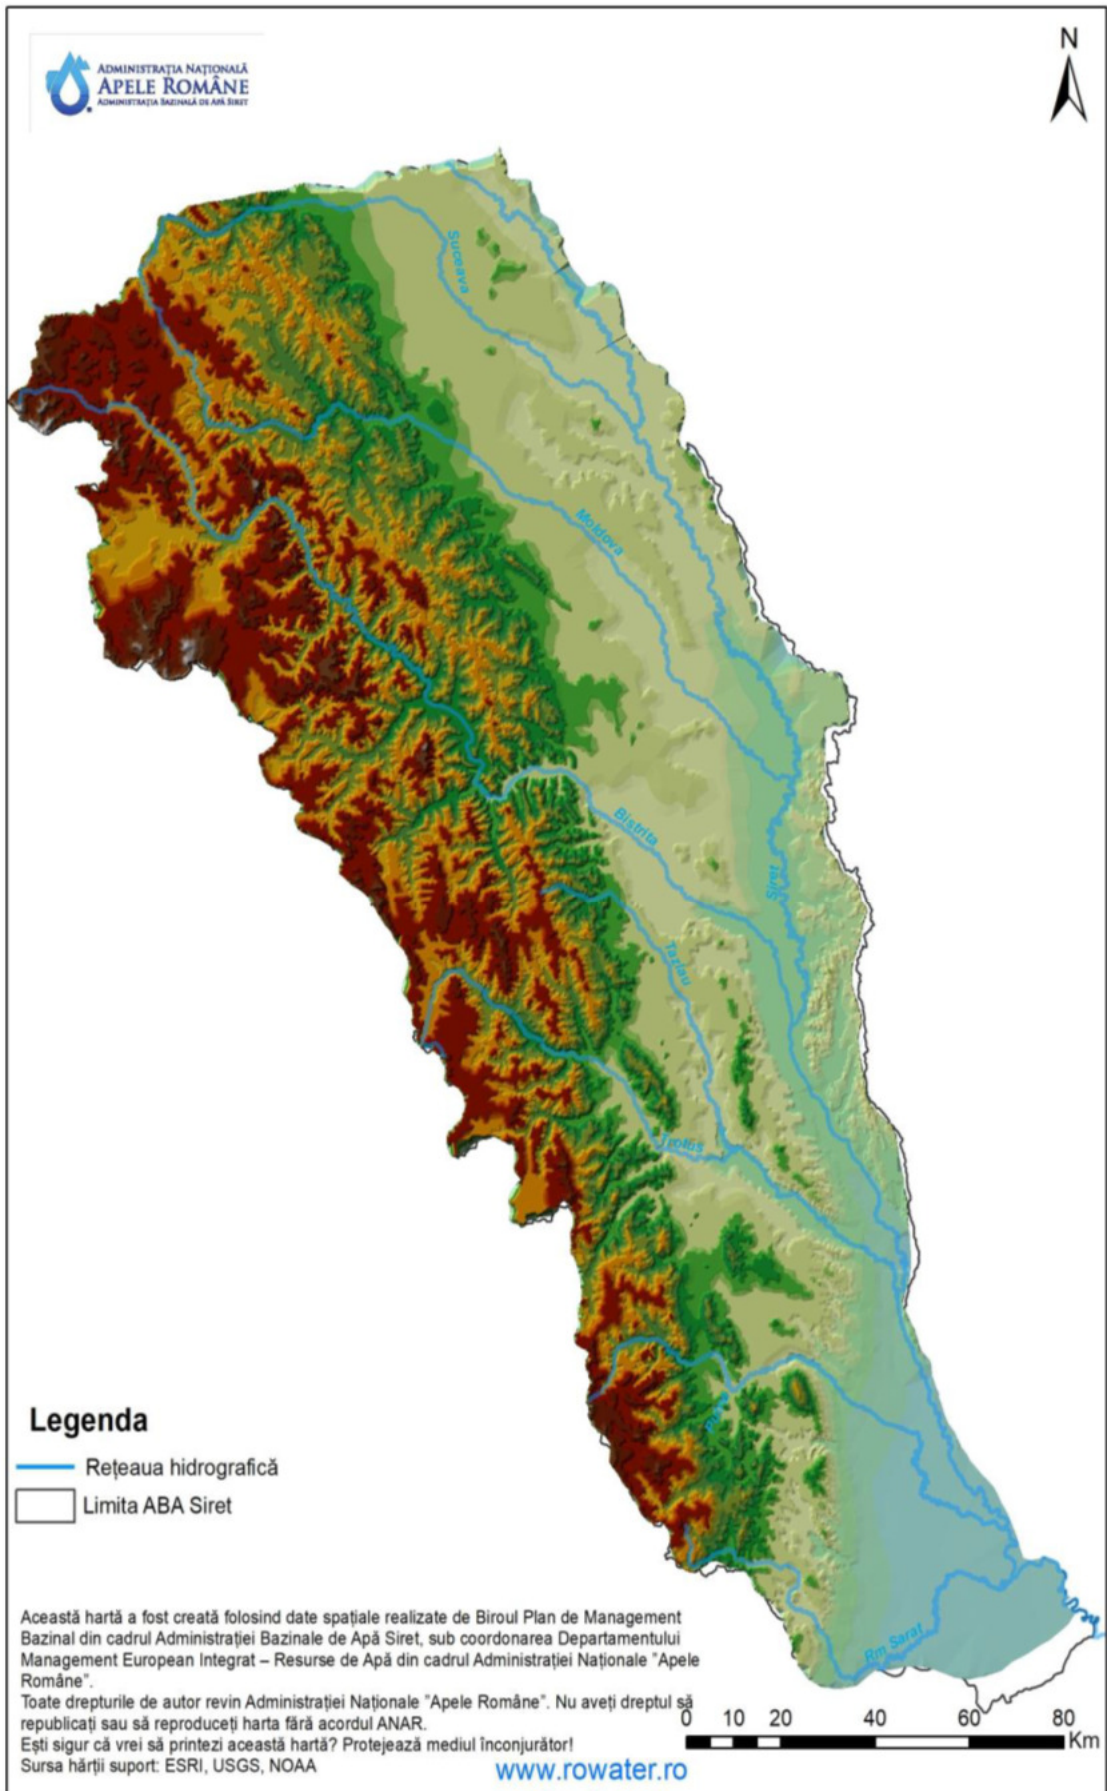 N
ADMINISTRAȚIA NAȚIONALĂ
APELE ROMÂNE
ADMINISTRAȚIA BAZINALĂ DE APĂ SIRET
Suceava
Moldova
Bistrita
Siret
Tazlau
Trotus
Putna
Rm Sarat
Legenda
Rețeaua hidrografică
Limita ABA Siret
Această hartă a fost creată folosind date spațiale realizate de Biroul Plan de Management
Bazinal din cadrul Administrației Bazinale de Apă Siret, sub coordonarea Departamentului
Management European Integrat – Resurse de Apă din cadrul Administrației Naționale "Apele
Române".
Toate drepturile de autor revin Administrației Naționale "Apele Române". Nu aveți dreptul să
republicați sau să reproduceți harta fără acordul ANAR.
Ești sigur că vrei să printezi această hartă? Protejează mediul înconjurător!
Sursa hărții suport: ESRI, USGS, NOAA
www.rowater.ro
0 10 20 40 60 80
Km